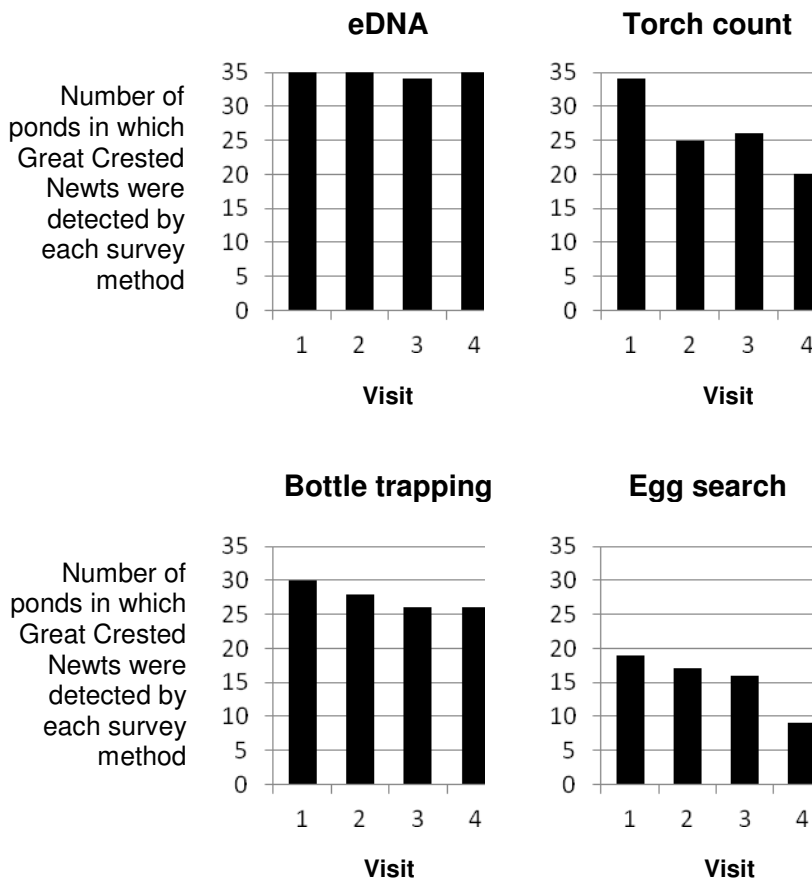 eDNA
Torch count
Number of
ponds in which
Great Crested
Newts were
detected by
each survey
method
35
30
25
20
15
10
5
0
1 2 3 4
Visit
35
30
25
20
15
10
5
0
1 2 3 4
Visit
Bottle trapping
Egg search
Number of
ponds in which
Great Crested
Newts were
detected by
each survey
method
35
30
25
20
15
10
5
0
1 2 3 4
Visit
35
30
25
20
15
10
5
0
1 2 3 4
Visit